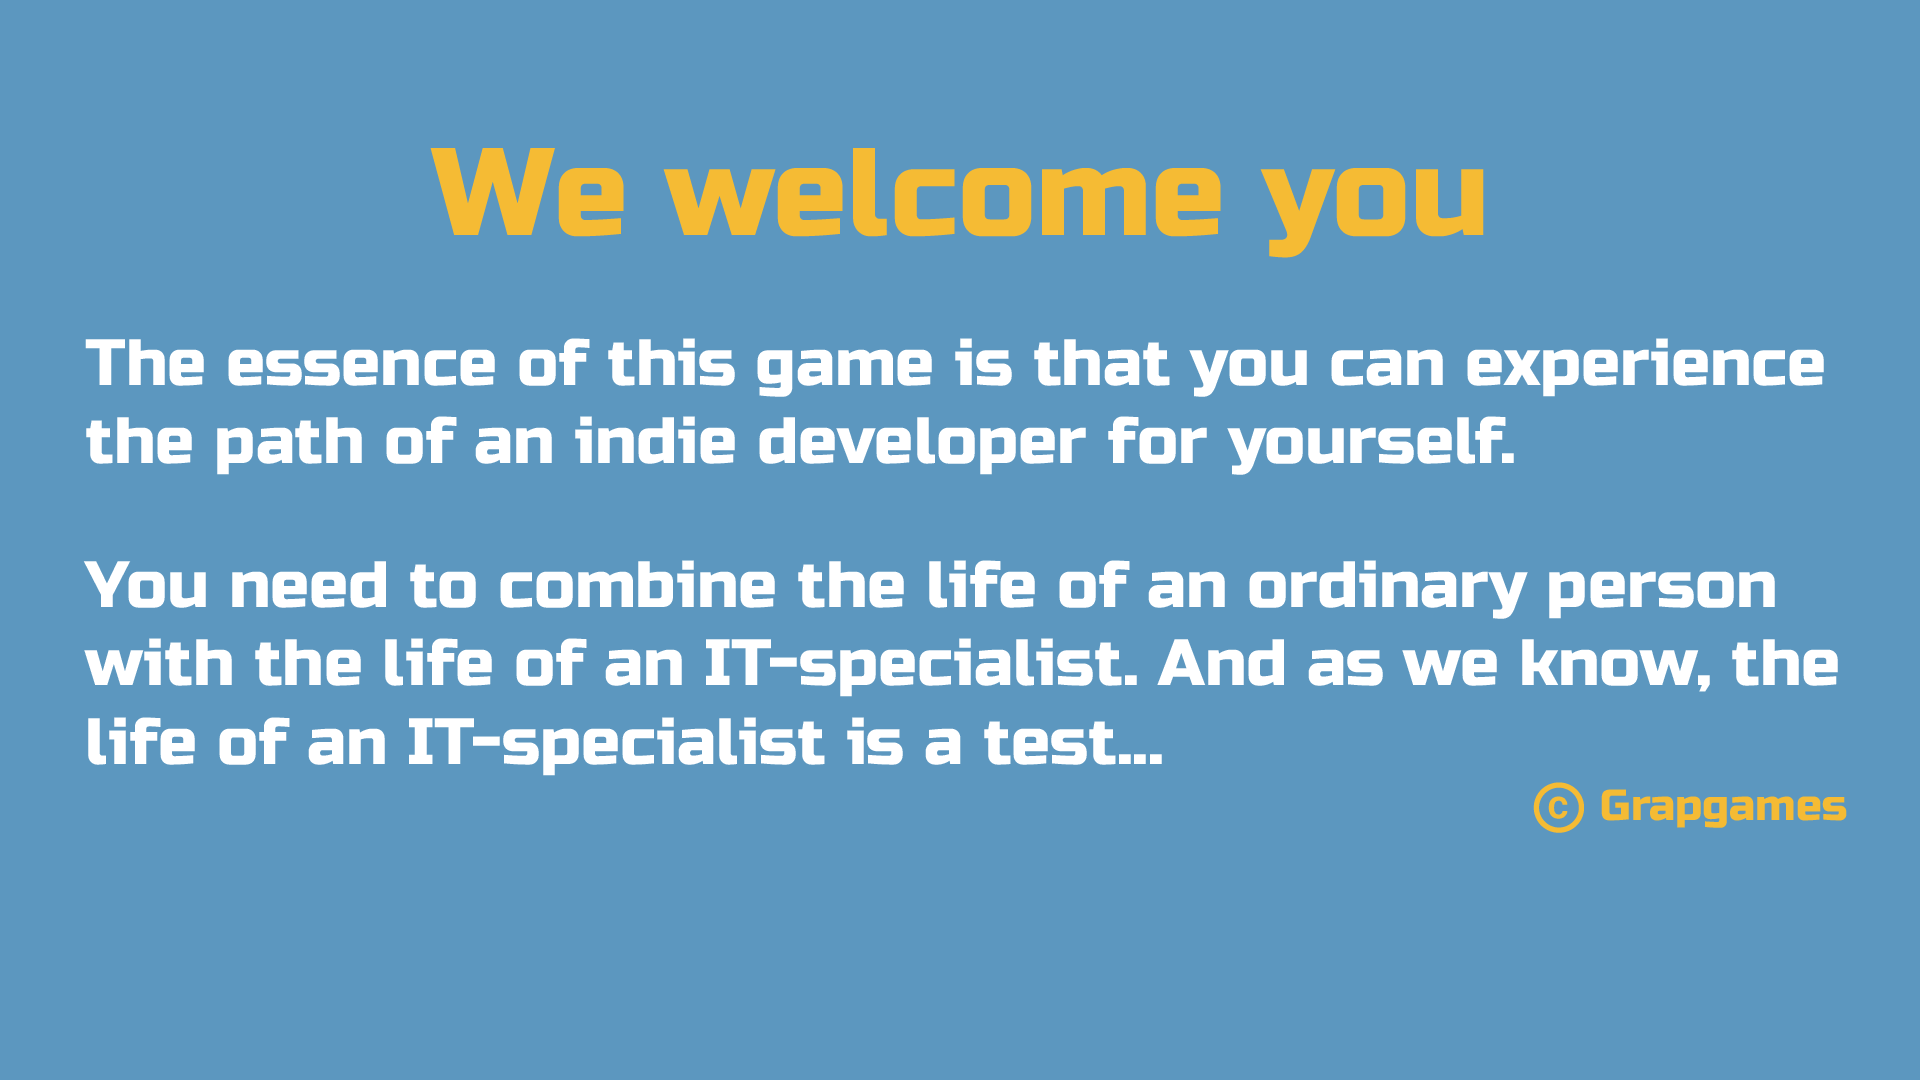 We welcome you
The essence of this game is that you can experience
the path of an indie developer for yourself.
You need to combine the life of an ordinary person
with the life of an IT-specialist. And as we know, the
life of an IT-specialist is a test...
© Grapgames